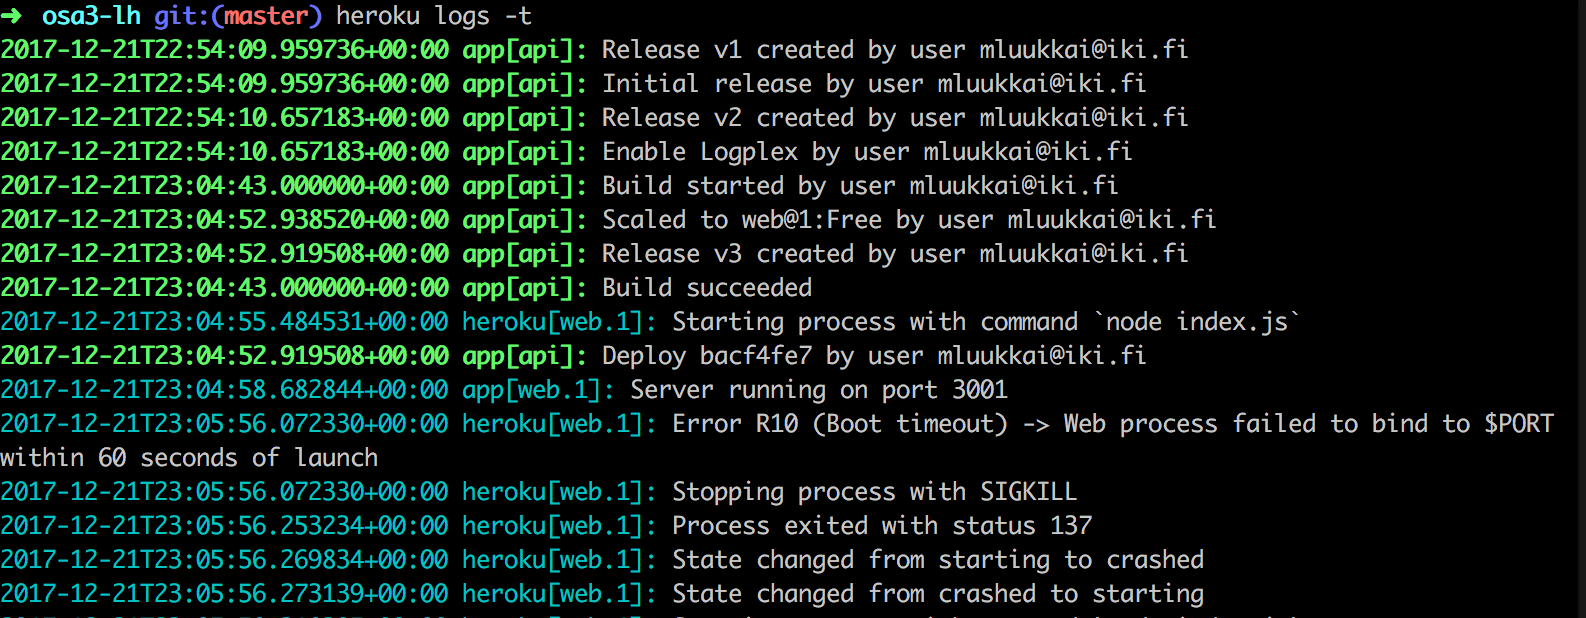 ➜ osa3-lh git:(master) heroku logs -t
2017-12-21T22:54:09.959736+00:00 app[api]: Release v1 created by user mluukkai@iki.fi
2017-12-21T22:54:09.959736+00:00 app[api]: Initial release by user mluukkai@iki.fi
2017-12-21T22:54:10.657183+00:00 app[api]: Release v2 created by user mluukkai@iki.fi
2017-12-21T22:54:10.657183+00:00 app[api]: Enable Logplex by user mluukkai@iki.fi
2017-12-21T23:04:43.000000+00:00 app[api]: Build started by user mluukkai@iki.fi
2017-12-21T23:04:52.938520+00:00 app[api]: Scaled to web@1:Free by user mluukkai@iki.fi
2017-12-21T23:04:52.919508+00:00 app[api]: Release v3 created by user mluukkai@iki.fi
2017-12-21T23:04:43.000000+00:00 app[api]: Build succeeded
2017-12-21T23:04:55.484531+00:00 heroku[web.1]: Starting process with command `node index.js`
2017-12-21T23:04:52.919508+00:00 app[api]: Deploy bacf4fe7 by user mluukkai@iki.fi
2017-12-21T23:04:58.682844+00:00 app[web.1]: Server running on port 3001
2017-12-21T23:05:56.072330+00:00 heroku[web.1]: Error R10 (Boot timeout) -> Web process failed to bind to $PORT
within 60 seconds of launch
2017-12-21T23:05:56.072330+00:00 heroku[web.1]: Stopping process with SIGKILL
2017-12-21T23:05:56.253234+00:00 heroku[web.1]: Process exited with status 137
2017-12-21T23:05:56.269834+00:00 heroku[web.1]: State changed from starting to crashed
2017-12-21T23:05:56.273139+00:00 heroku[web.1]: State changed from crashed to starting